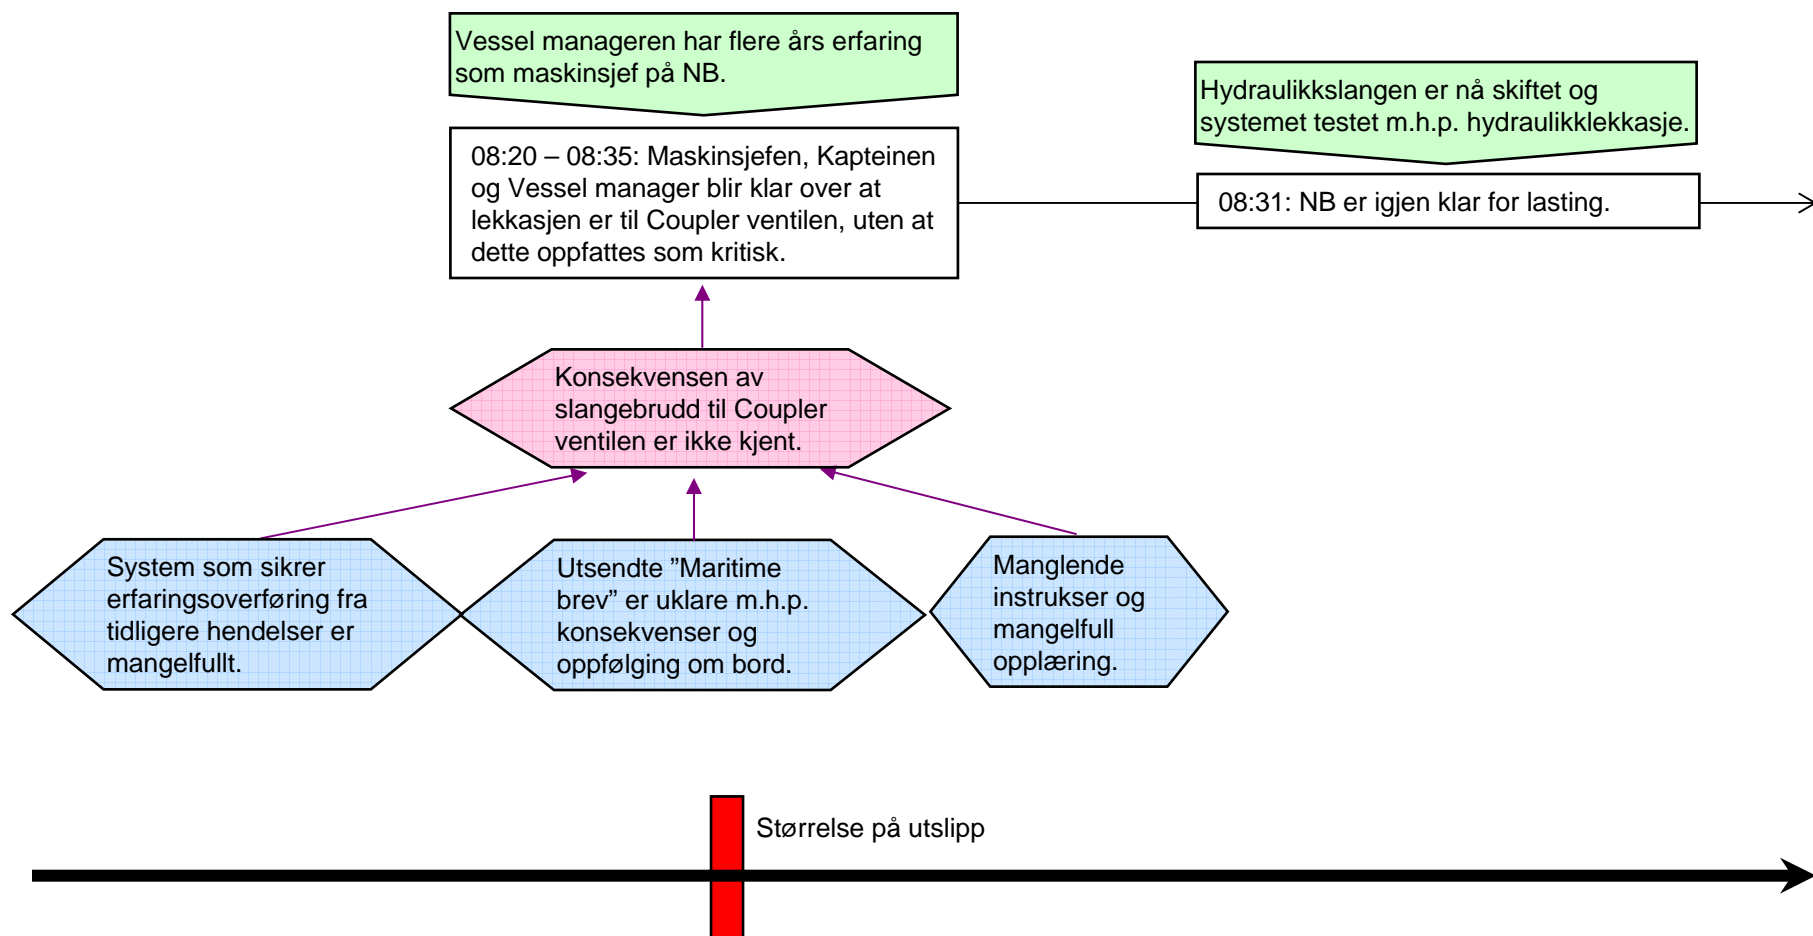 Vessel manageren har flere års erfaring
som maskinsjef på NB.
Hydraulikkslangen er nå skiftet og
systemet testet m.h.p. hydraulikklekkasje.
08:20 – 08:35: Maskinsjefen, Kapteinen
og Vessel manager blir klar over at
lekkasjen er til Coupler ventilen, uten at
dette oppfattes som kritisk.
08:31: NB er igjen klar for lasting.
Konsekvensen av
slangebrudd til Coupler
ventilen er ikke kjent.
System som sikrer
erfaringsoverføring fra
tidligere hendelser er
mangelfullt.
Utsendte ”Maritime
brev” er uklare m.h.p.
konsekvenser og
oppfølging om bord.
Manglende
instrukser og
mangelfull
opplæring.
Størrelse på utslipp